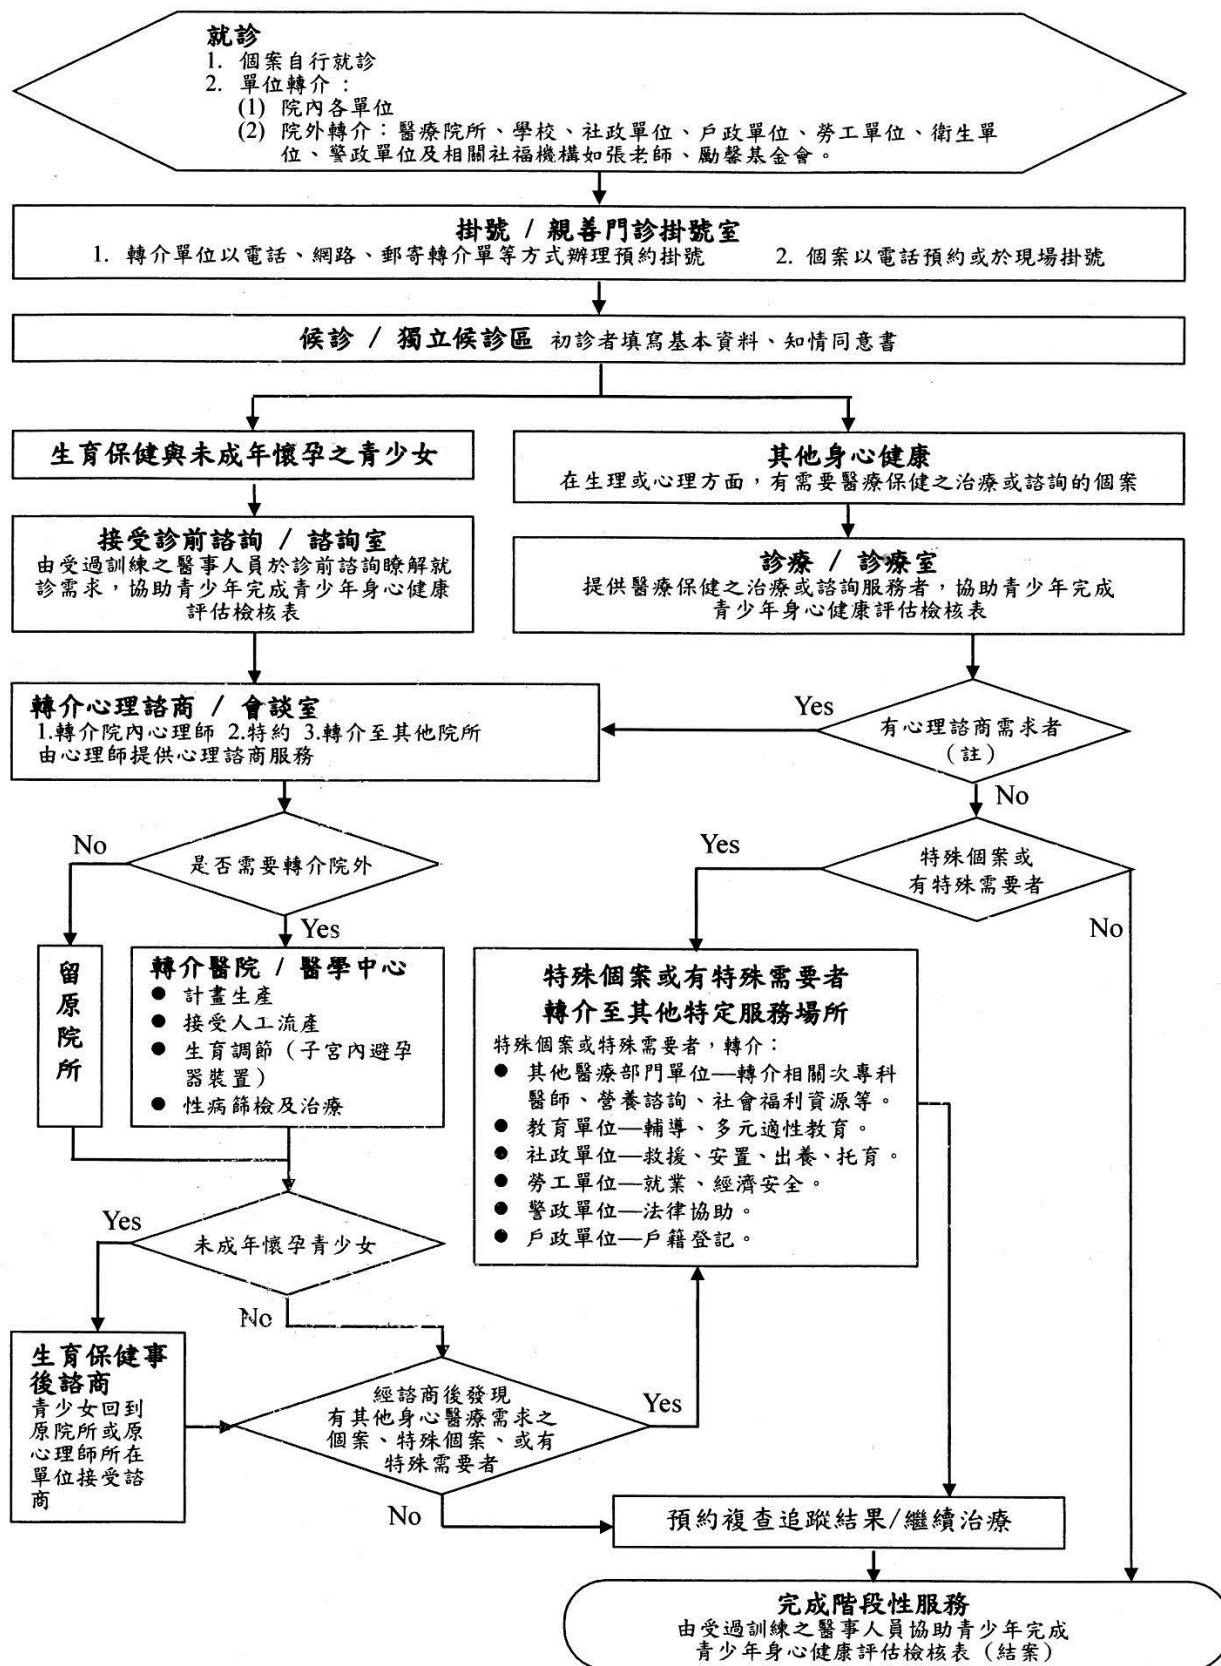 就診
1. 個案自行就診
2. 單位轉介：
(1) 院內各單位
(2) 院外轉介：醫療院所、學校、社政單位、戶政單位、勞工單位、衛生單
位、警政單位及相關社福機構如張老師、勵馨基金會。
掛號 / 親善門診掛號室
1. 轉介單位以電話、網路、郵寄轉介單等方式辦理預約掛號 2. 個案以電話預約或於現場掛號
候診 / 獨立候診區 初診者填寫基本資料、知情同意書
生育保健與未成年懷孕之青少女
其他身心健康
在生理或心理方面，有需要醫療保健之治療或諮詢的個案
接受診前諮詢 / 諮詢室
由受過訓練之醫事人員於診前諮詢瞭解就
診需求，協助青少年完成青少年身心健康
評估檢核表
診療 / 診療室
提供醫療保健之治療或諮詢服務者，協助青少年完成
青少年身心健康評估檢核表
轉介心理諮商 / 會談室
1.轉介院內心理師 2.特約 3.轉介至其他院所
由心理師提供心理諮商服務
Yes
有心理諮商需求者
（註）
No
No
是否需要轉介院外
Yes
Yes
特殊個案或
有特殊需要者
No
留
原
院
所
轉介醫院 / 醫學中心
● 計畫生產
● 接受人工流產
● 生育調節（子宮內避孕
器裝置）
● 性病篩檢及治療
特殊個案或有特殊需要者
轉介至其他特定服務場所
特殊個案或特殊需要者，轉介：
● 其他醫療部門單位—轉介相關次專科
醫師、營養諮詢、社會福利資源等。
● 教育單位—輔導、多元適性教育。
● 社政單位—救援、安置、出養、托育。
● 勞工單位—就業、經濟安全。
● 警政單位—法律協助。
● 戶政單位—戶籍登記。
Yes
未成年懷孕青少女
No
生育保健事
後諮商
青少女回到
原院所或原
心理師所在
單位接受諮
商
經諮商後發現
有其他身心醫療需求之
個案、特殊個案、或有
特殊需要者
Yes
No
預約複查追蹤結果/繼續治療
完成階段性服務
由受過訓練之醫事人員協助青少年完成
青少年身心健康評估檢核表（結案）